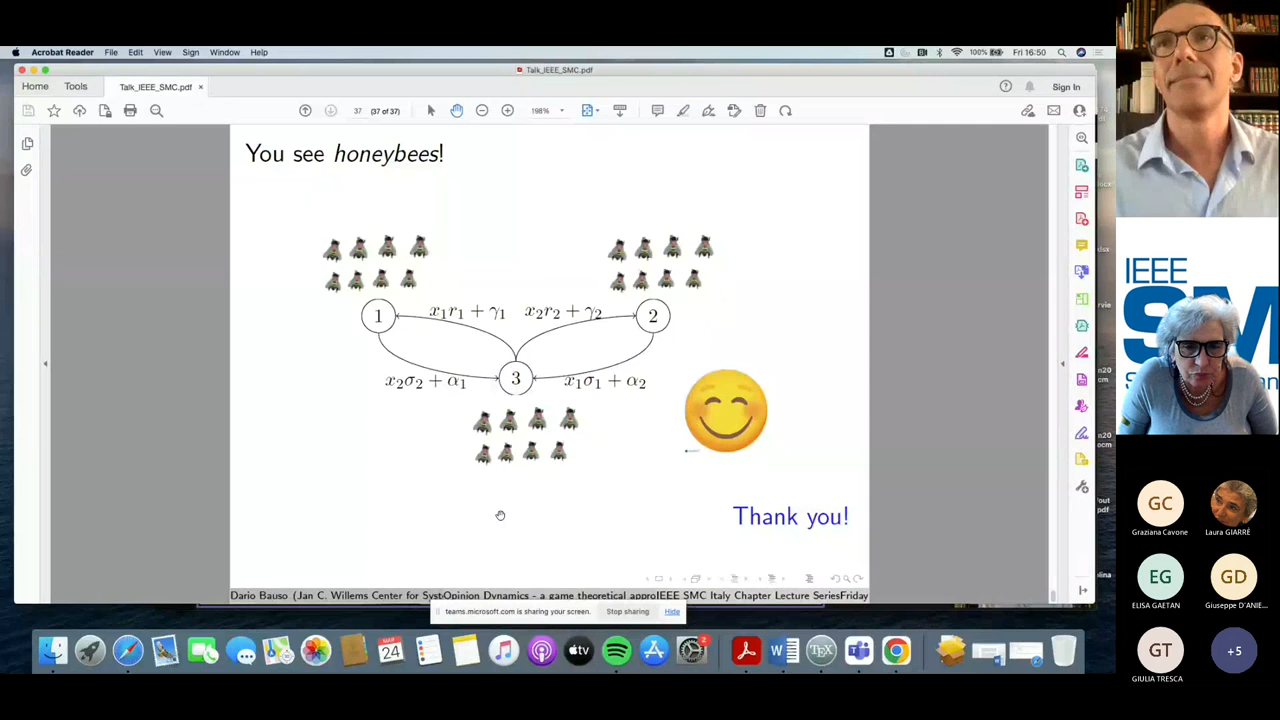 Acrobat Reader File Edit View Sign Window Help 100% Fri 16:50
Talk_IEEE_SMC.pdf
Home Tools Talk_IEEE_SMC.pdf × Sign In
37 (37 of 37) 198%
You see honeybees!
1 x₁r₁ + γ₁ x₂r₂ + γ₂ 2
x₂σ₂ + α₁ 3 x₁σ₁ + α₂
Thank you!
Dario Bauso (Jan C. Willems Center for Syst Opinion Dynamics - a game theoretical appro IEEE SMC Italy Chapter Lecture Series Friday
teams.microsoft.com is sharing your screen. Stop sharing Hide
24
2
W
TEX
IEEE
GC
Graziana Cavone
Laura GIARRÉ
EG
ELISA GAETAN
GD
Giuseppe D'ANIE...
GT
GIULIA TRESCA
+5